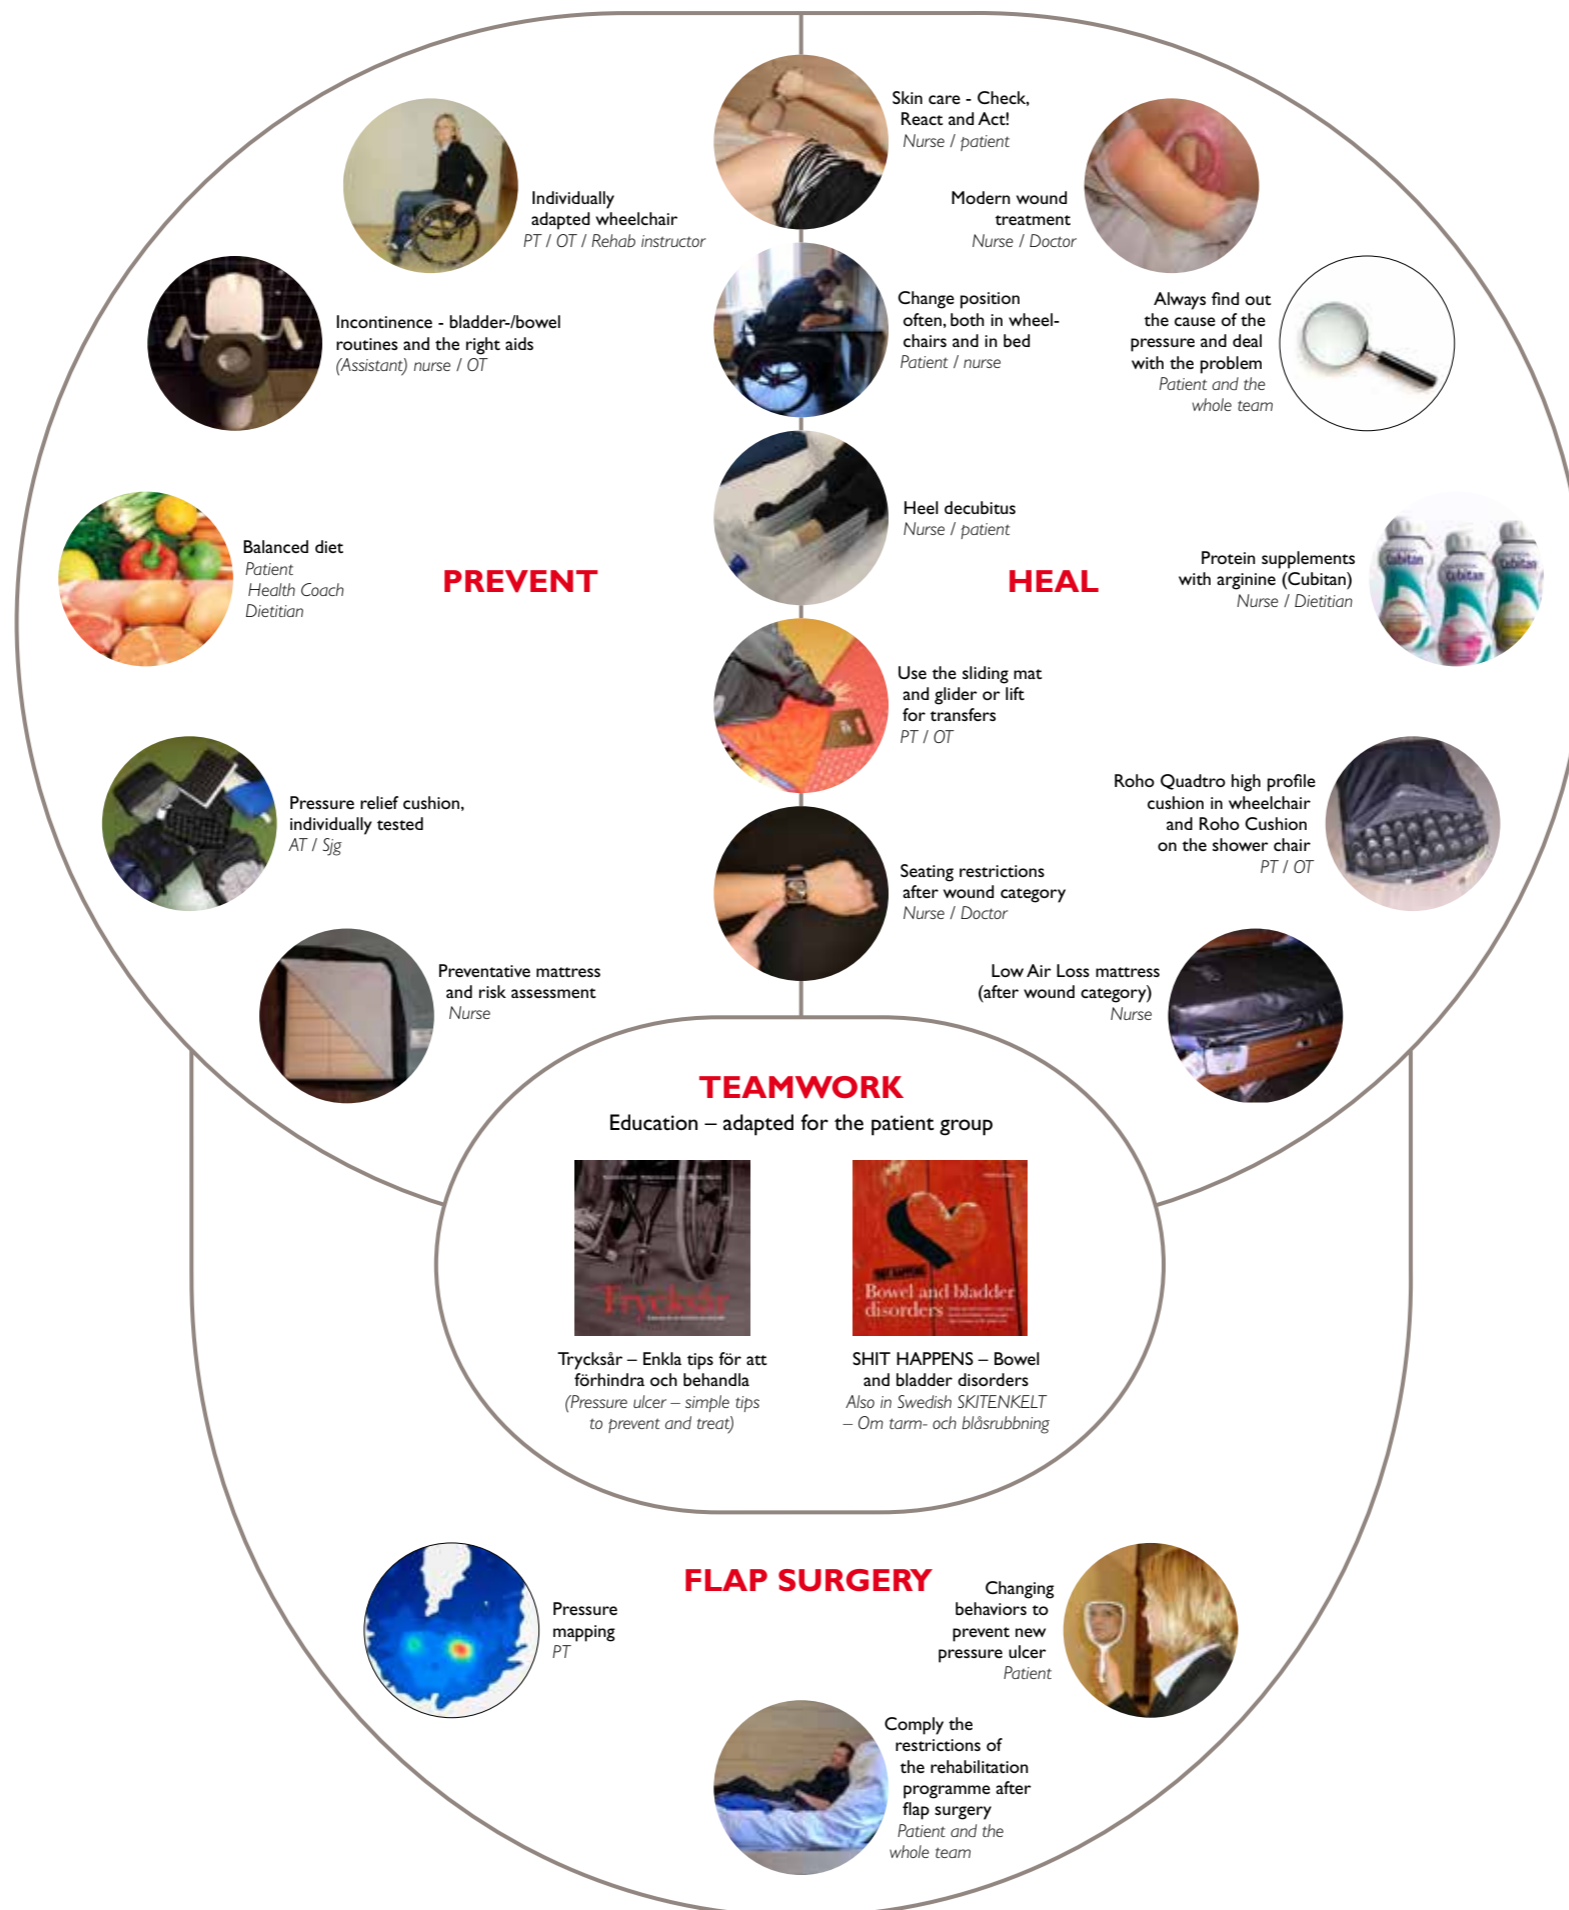 Skin care - Check,
React and Act!
Nurse / patient
Individually
adapted wheelchair
PT / OT / Rehab instructor
Modern wound
treatment
Nurse / Doctor
Incontinence - bladder-/bowel
routines and the right aids
(Assistant) nurse / OT
Change position
often, both in wheel-
chairs and in bed
Patient / nurse
Always find out
the cause of the
pressure and deal
with the problem
Patient and the
whole team
Balanced diet
Patient
Health Coach
Dietitian
PREVENT
Heel decubitus
Nurse / patient
HEAL
Protein supplements
with arginine (Cubitan)
Nurse / Dietitian
Cubitan
Cubitan
Cubitan
Use the sliding mat
and glider or lift
for transfers
PT / OT
Pressure relief cushion,
individually tested
AT / Sjg
Roho Quadtro high profile
cushion in wheelchair
and Roho Cushion
on the shower chair
PT / OT
Seating restrictions
after wound category
Nurse / Doctor
Preventative mattress
and risk assessment
Nurse
Low Air Loss mattress
(after wound category)
Nurse
TEAMWORK
Education – adapted for the patient group
Trycksår
SHIT HAPPENS
Bowel and bladder
disorders
Trycksår – Enkla tips för att
förhindra och behandla
(Pressure ulcer – simple tips
to prevent and treat)
SHIT HAPPENS – Bowel
and bladder disorders
Also in Swedish SKITENKELT
– Om tarm- och blåsrubbning
FLAP SURGERY
Pressure
mapping
PT
Changing
behaviors to
prevent new
pressure ulcer
Patient
Comply the
restrictions of
the rehabilitation
programme after
flap surgery
Patient and the
whole team